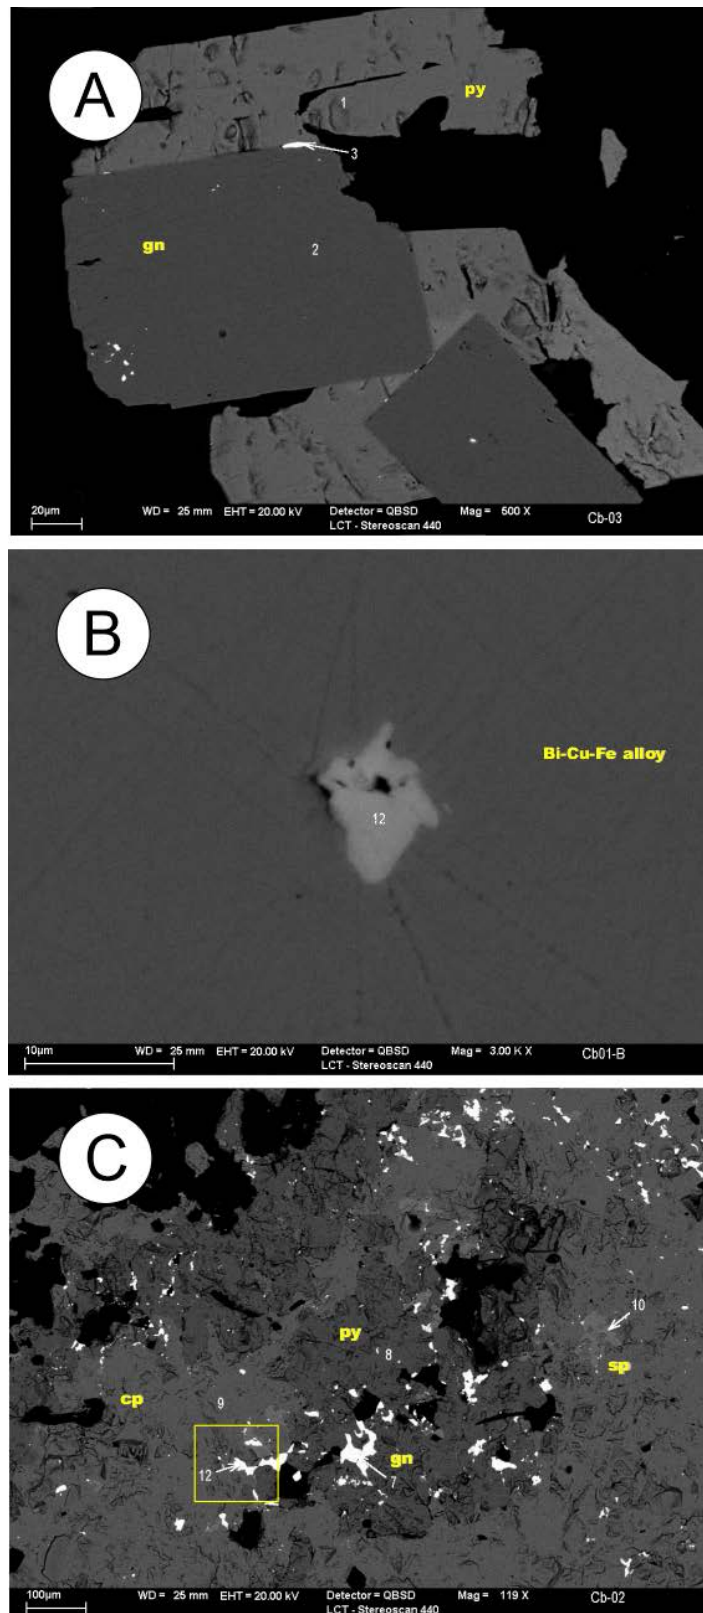 A
py
1
3
gn
2
20µm
WD = 25 mm EHT = 20.00 kV Detector = QBSD Mag = 500 X Cb-03
LCT - Stereoscan 440
B
Bi-Cu-Fe alloy
12
10µm
WD = 25 mm EHT = 20.00 kV Detector = QBSD Mag = 3.00 K X Cb01-B
LCT - Stereoscan 440
C
10
py
8
sp
cp
9
gn
12
7
100µm
WD = 25 mm EHT = 20.00 kV Detector = QBSD Mag = 119 X Cb-02
LCT - Stereoscan 440